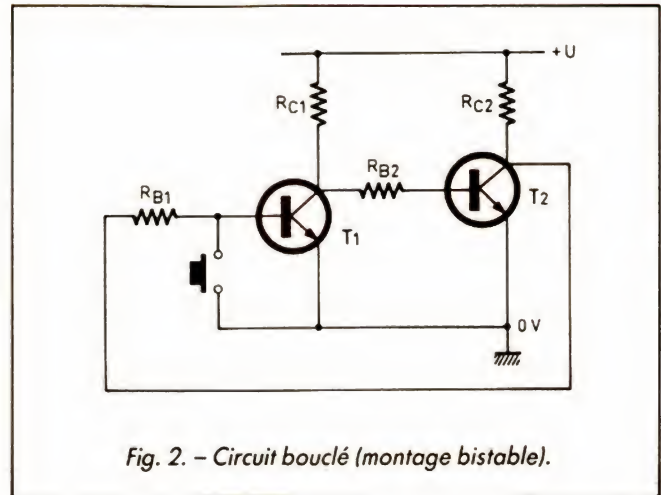 +U
RC1
RC2
RB1
RB2
T1
T2
0 V
Fig. 2. – Circuit bouclé (montage bistable).